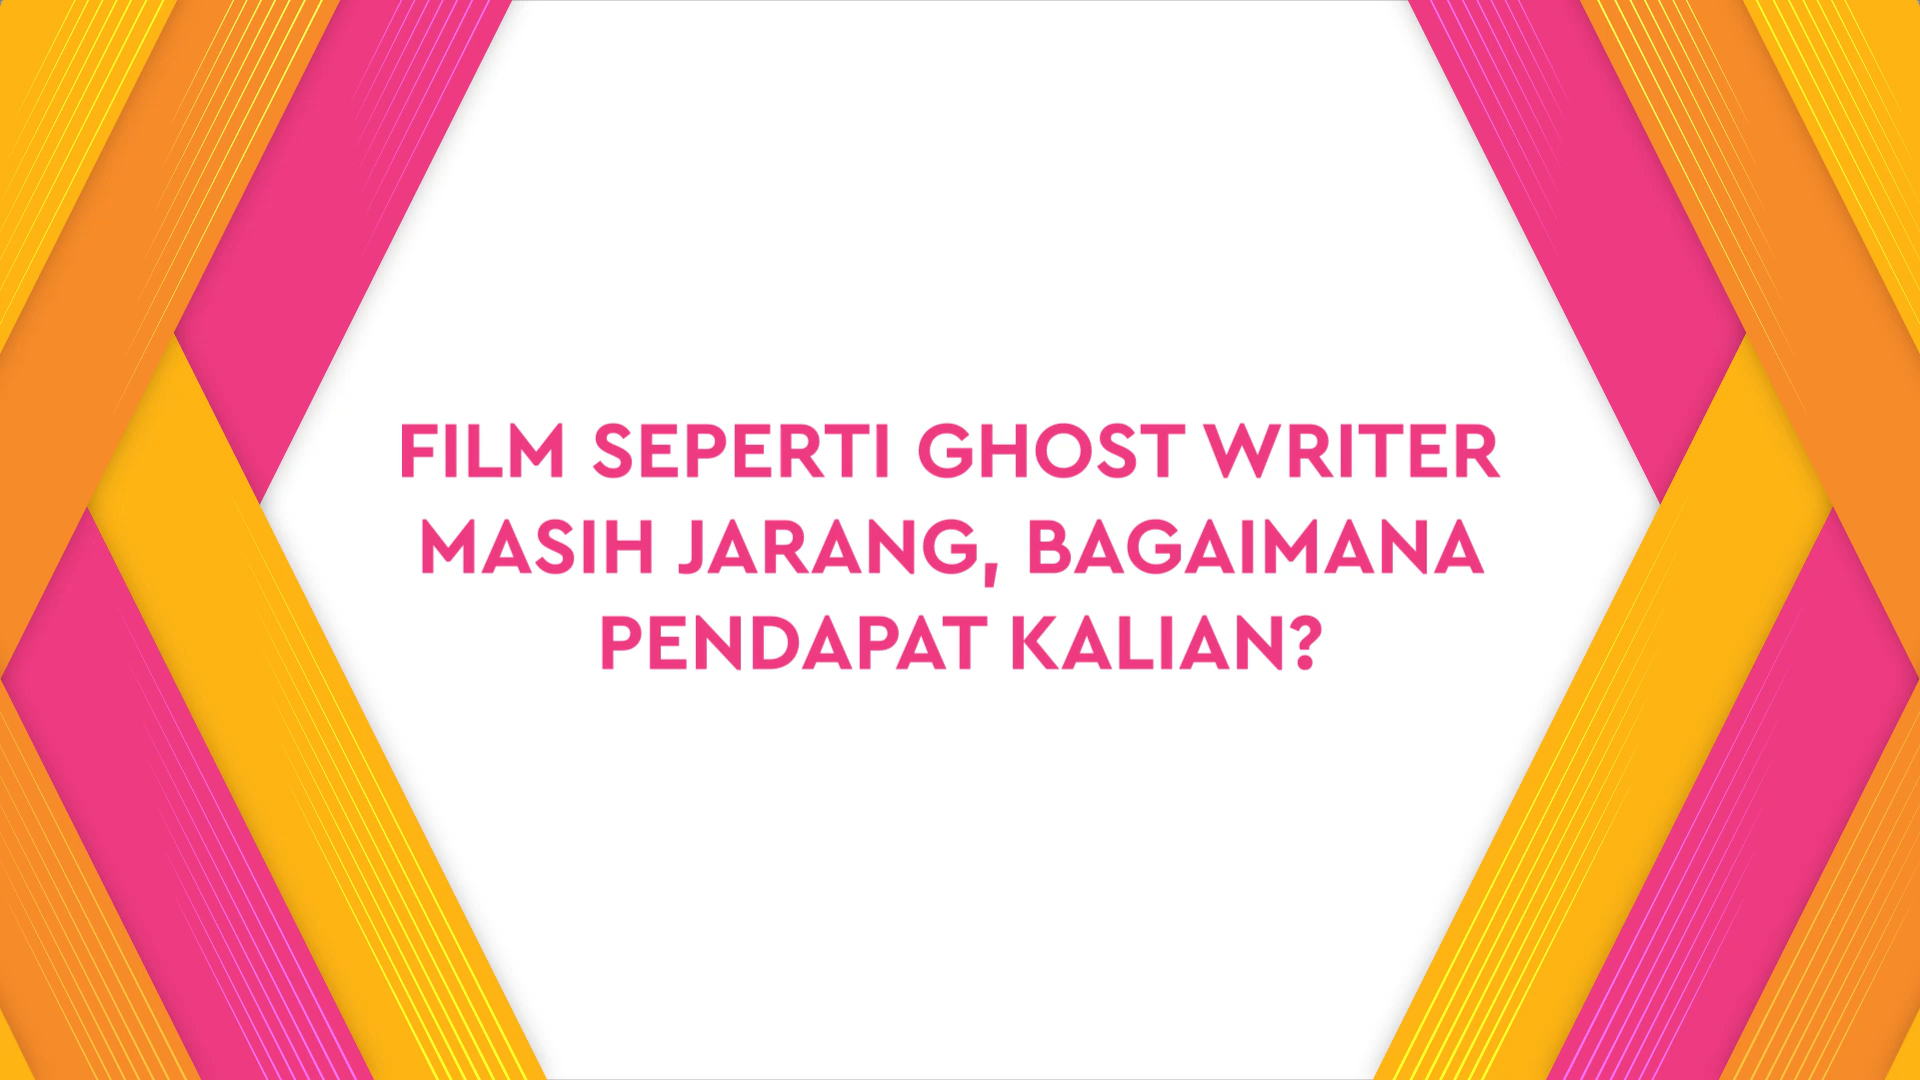 FILM SEPERTI GHOST WRITER
MASIH JARANG, BAGAIMANA
PENDAPAT KALIAN?